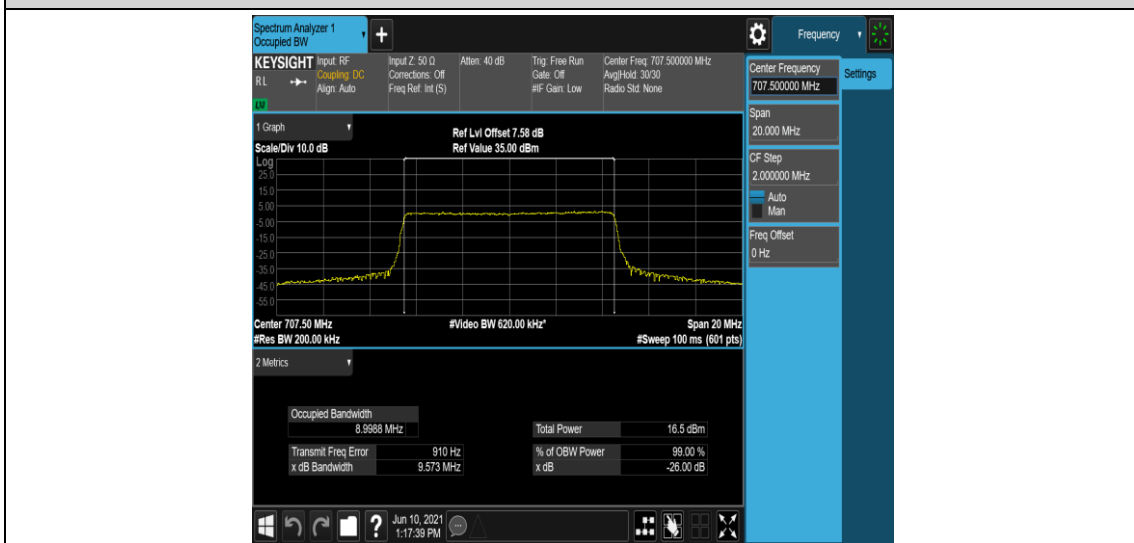 Spectrum Analyzer 1
Occupied BW
+
Frequency
KEYSIGHT
RL
Input: RF
Coupling: DC
Align: Auto
Input Z: 50 Ω
Corrections: Off
Freq Ref: Int (S)
Atten: 40 dB
Trig: Free Run
Gate: Off
#IF Gain: Low
Center Freq: 707.500000 MHz
Avg|Hold: 30/30
Radio Std: None
Center Frequency
707.500000 MHz
Settings
Span
20.000 MHz
CF Step
2.000000 MHz
Auto
Man
Freq Offset
0 Hz
1 Graph
Scale/Div 10.0 dB
Ref Lvl Offset 7.58 dB
Ref Value 35.00 dBm
Log
25.0
15.0
5.00
-5.00
-15.0
-25.0
-35.0
-45.0
-55.0
Center 707.50 MHz
#Video BW 620.00 kHz*
Span 20 MHz
#Res BW 200.00 kHz
#Sweep 100 ms (601 pts)
2 Metrics
Occupied Bandwidth
8.9988 MHz
Total Power 16.5 dBm
Transmit Freq Error 910 Hz
% of OBW Power 99.00 %
x dB Bandwidth 9.573 MHz
x dB -26.00 dB
?
Jun 10, 2021
1:17:39 PM